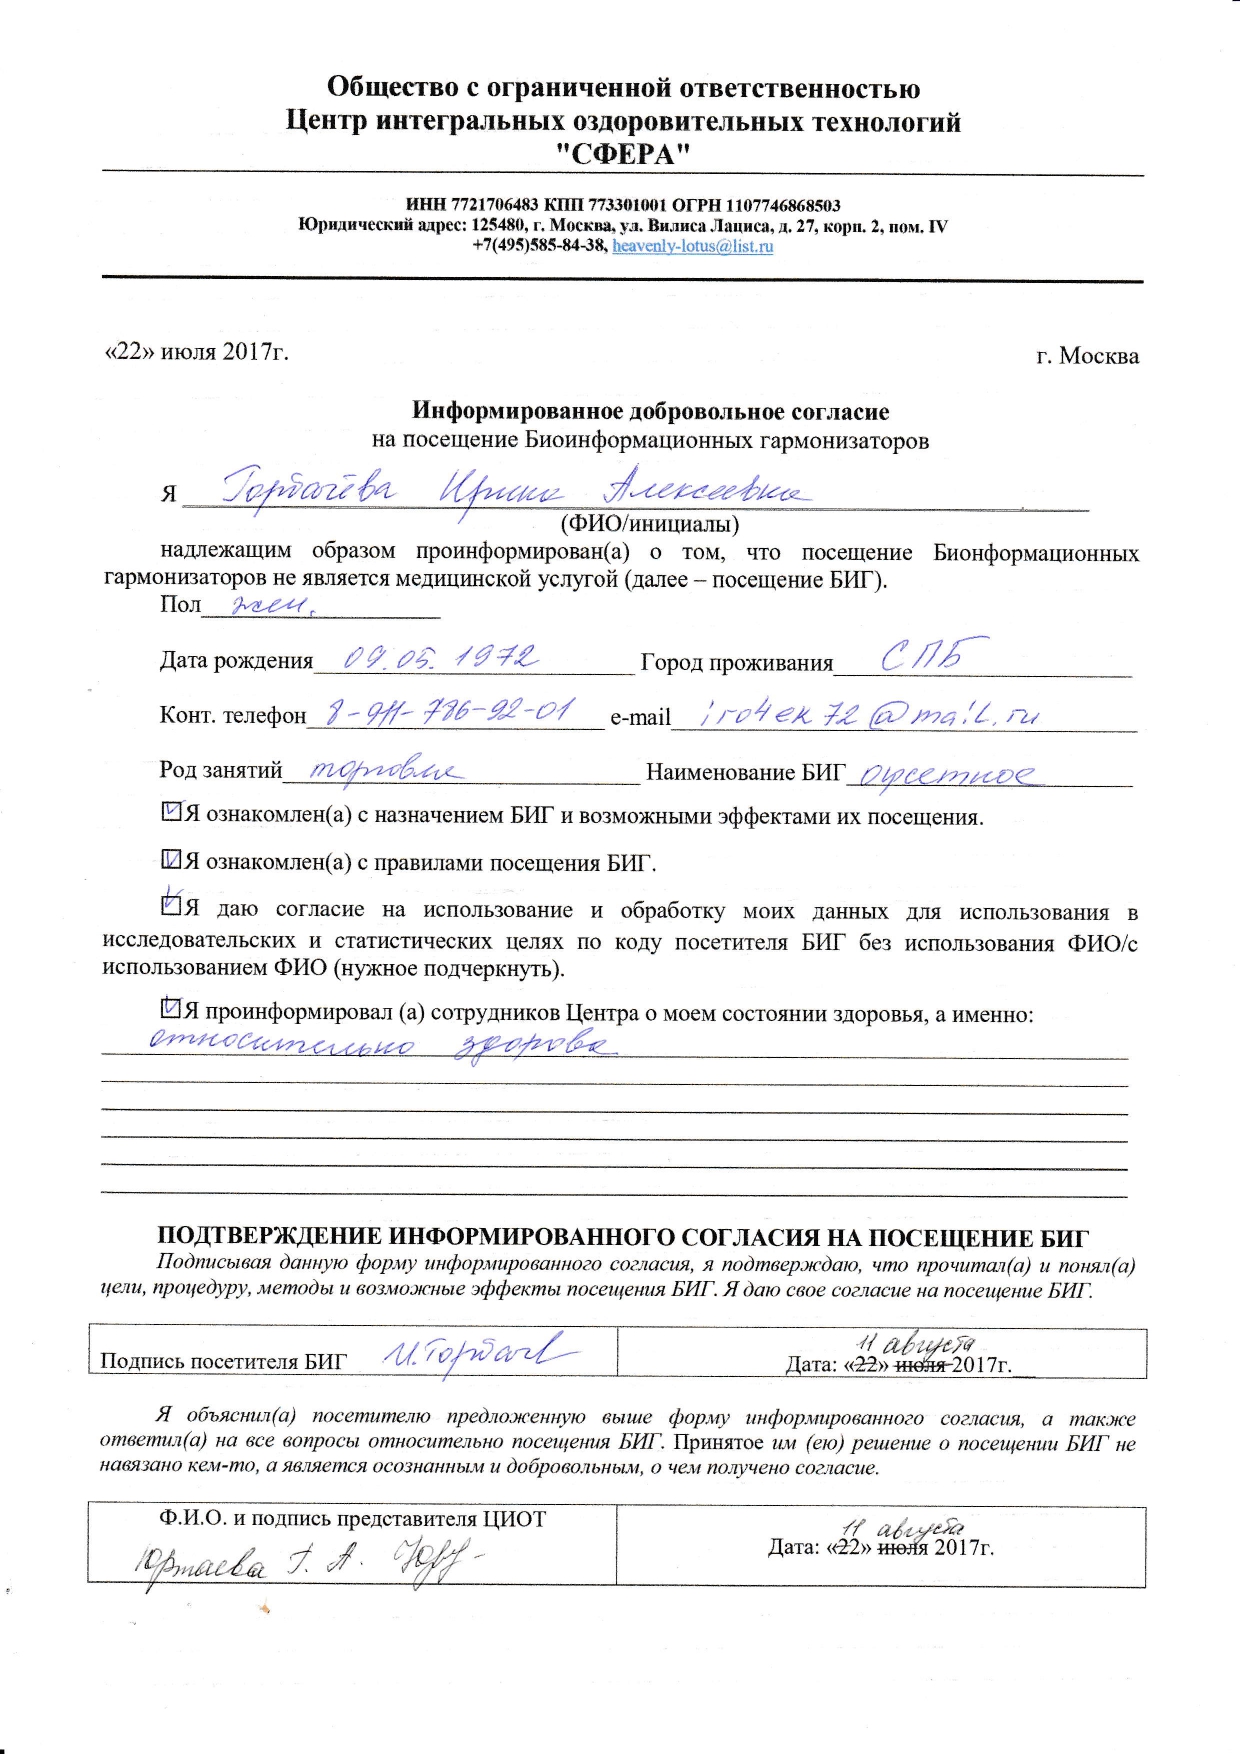 Общество с ограниченной ответственностью
Центр интегральных оздоровительных технологий
"СФЕРА"
ИНН 7721706483 КПП 773301001 ОГРН 1107746868503
Юридический адрес: 125480, г. Москва, ул. Вилиса Лациса, д. 27, корп. 2, пом. IV
+7(495)585-84-38, heavenly-lotus@list.ru
«22» июля 2017г. г. Москва
Информированное добровольное согласие
на посещение Биоинформационных гармонизаторов
Я Горбачёва Ирина Алексеевна
(ФИО/инициалы)
надлежащим образом проинформирован(а) о том, что посещение Бионформационных
гармонизаторов не является медицинской услугой (далее – посещение БИГ).
Пол жен.
Дата рождения 09.05.1972 Город проживания СПБ
Конт. телефон 8-911-786-92-01 e-mail iro4ek72@mail.ru
Род занятий торговля Наименование БИГ офсетное
Я ознакомлен(а) с назначением БИГ и возможными эффектами их посещения.
Я ознакомлен(а) с правилами посещения БИГ.
Я даю согласие на использование и обработку моих данных для использования в
исследовательских и статистических целях по коду посетителя БИГ без использования ФИО/с
использованием ФИО (нужное подчеркнуть).
Я проинформировал (а) сотрудников Центра о моем состоянии здоровья, а именно:
относительно здорова
ПОДТВЕРЖДЕНИЕ ИНФОРМИРОВАННОГО СОГЛАСИЯ НА ПОСЕЩЕНИЕ БИГ
Подписывая данную форму информированного согласия, я подтверждаю, что прочитал(а) и понял(а)
цели, процедуру, методы и возможные эффекты посещения БИГ. Я даю свое согласие на посещение БИГ.
11 августа
Подпись посетителя БИГ И.Горбачёв Дата: «22» июля 2017г.
Я объяснил(а) посетителю предложенную выше форму информированного согласия, а также
ответил(а) на все вопросы относительно посещения БИГ. Принятое им (ею) решение о посещении БИГ не
навязано кем-то, а является осознанным и добровольным, о чем получено согласие.
Ф.И.О. и подпись представителя ЦИОТ
11 августа
Дата: «22» июля 2017г.
Юртаева Г. А.